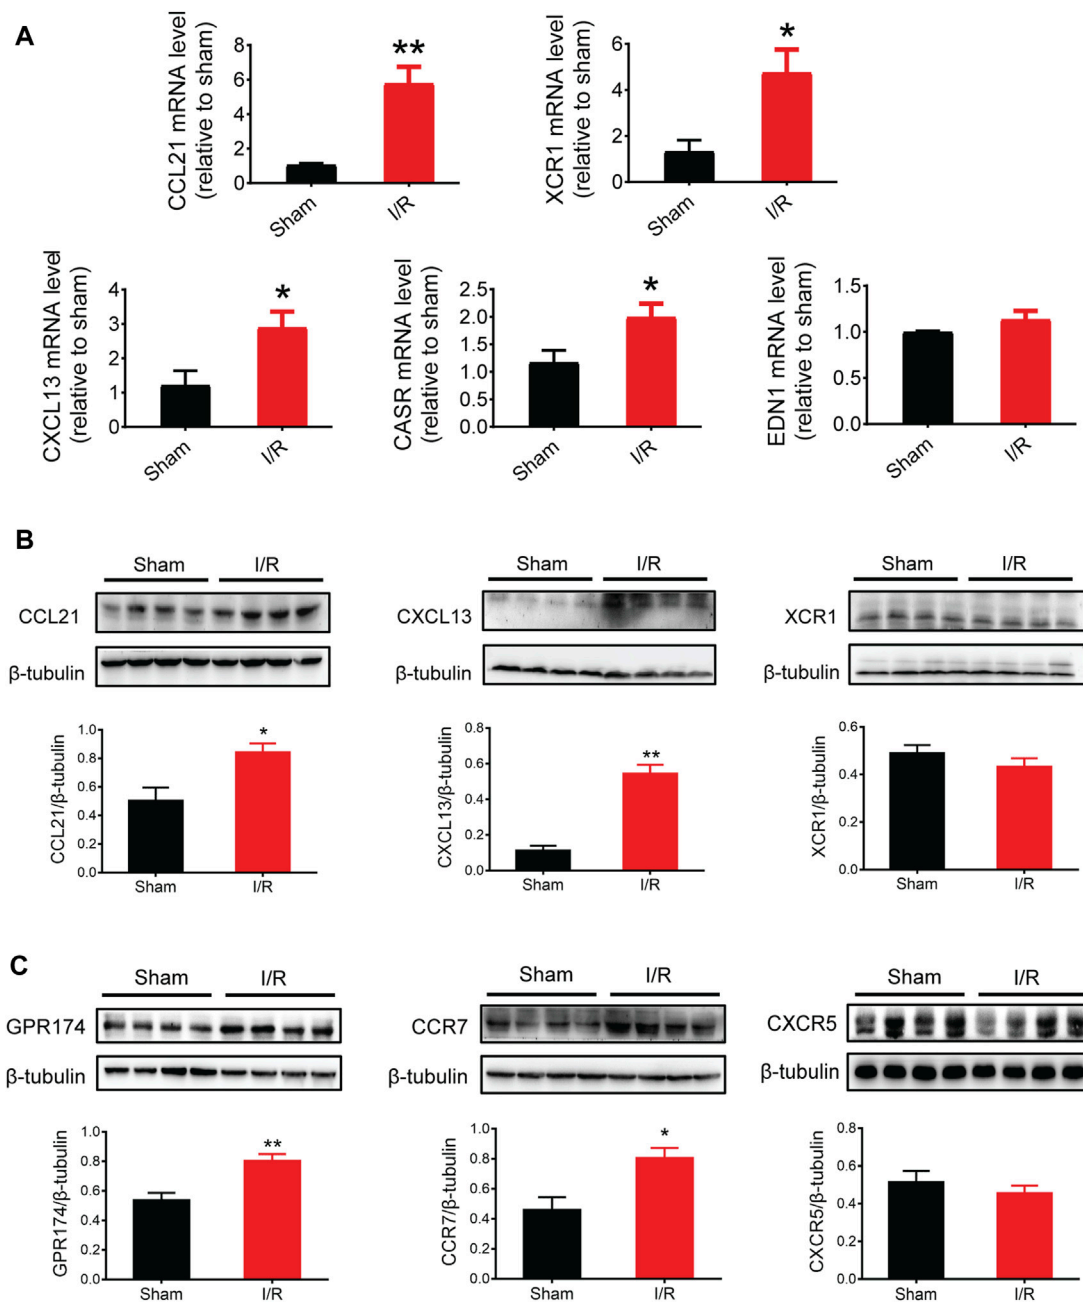 A
CCL21 mRNA level
(relative to sham)
8
6
4
2
0
**
Sham
I/R
XCR1 mRNA level
(relative to sham)
6
4
2
0
*
Sham
I/R
CXCL13 mRNA level
(relative to sham)
4
3
2
1
0
*
Sham
I/R
CASR mRNA level
(relative to sham)
2.5
2.0
1.5
1.0
0.5
0.0
*
Sham
I/R
EDN1 mRNA level
(relative to sham)
1.5
1.0
0.5
0.0
Sham
I/R
B
Sham I/R
CCL21
β-tubulin
CCL21/β-tubulin
1.0
0.8
0.6
0.4
0.2
0.0
*
Sham
I/R
Sham I/R
CXCL13
β-tubulin
CXCL13/β-tubulin
0.8
0.6
0.4
0.2
0.0
**
Sham
I/R
Sham I/R
XCR1
β-tubulin
XCR1/β-tubulin
0.6
0.4
0.2
0.0
Sham
I/R
C
Sham I/R
GPR174
β-tubulin
GPR174/β-tubulin
1.0
0.8
0.6
0.4
0.2
0.0
**
Sham
I/R
Sham I/R
CCR7
β-tubulin
CCR7/β-tubulin
1.0
0.8
0.6
0.4
0.2
0.0
*
Sham
I/R
Sham I/R
CXCR5
β-tubulin
CXCR5/β-tubulin
0.8
0.6
0.4
0.2
0.0
Sham
I/R